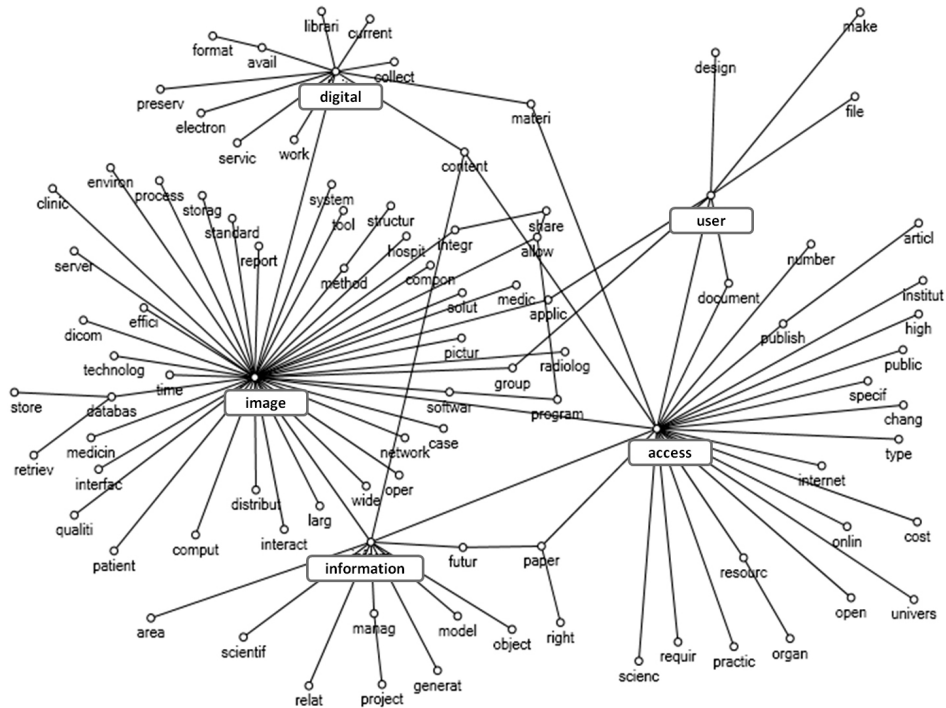 librari
current
format
avail
collect
preserv
digital
electron
servic
work
materi
content
make
design
file
user
clinic
environ
process
storag
standard
report
system
tool
structur
hospit
integr
share
allow
method
compon
server
solut
medic
applic
document
number
articl
institut
publish
high
effici
dicom
technolog
time
pictur
radiolog
group
public
specif
chang
type
store
databas
image
softwar
program
access
medicin
retriev
interfac
network
case
wide
oper
internet
qualiti
distribut
larg
interact
comput
patient
cost
onlin
information
futur
paper
resourc
open
univers
area
scientif
manag
model
object
right
relat
project
generat
scienc
requir
practic
organ